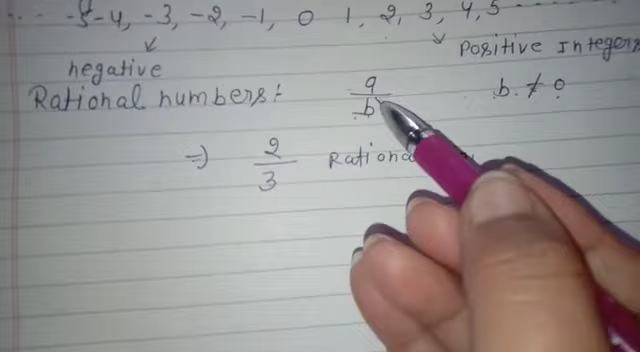 -5 -4, -3, -2, -1, 0 1, 2, 3, 4, 5
negative
Positive Integers
Rational numbers:- a/b b ≠ 0
=) 2/3